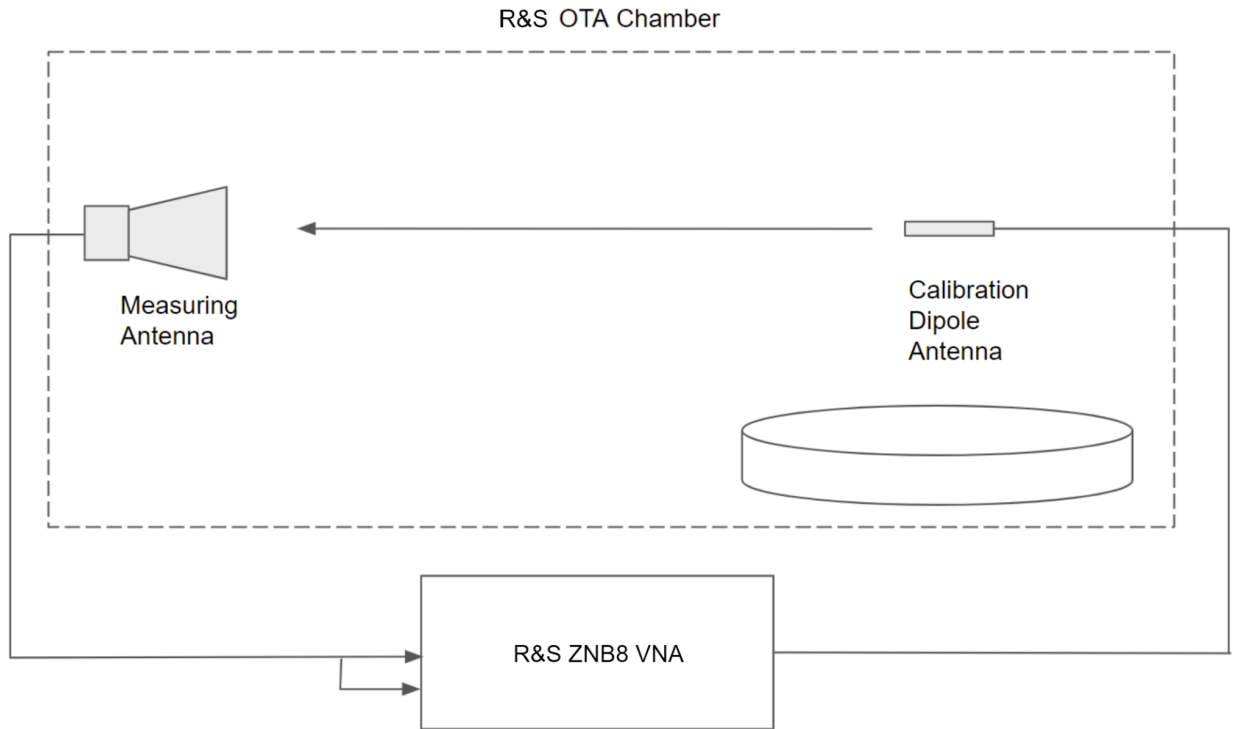 R&S OTA Chamber
Measuring
Antenna
Calibration
Dipole
Antenna
R&S ZNB8 VNA